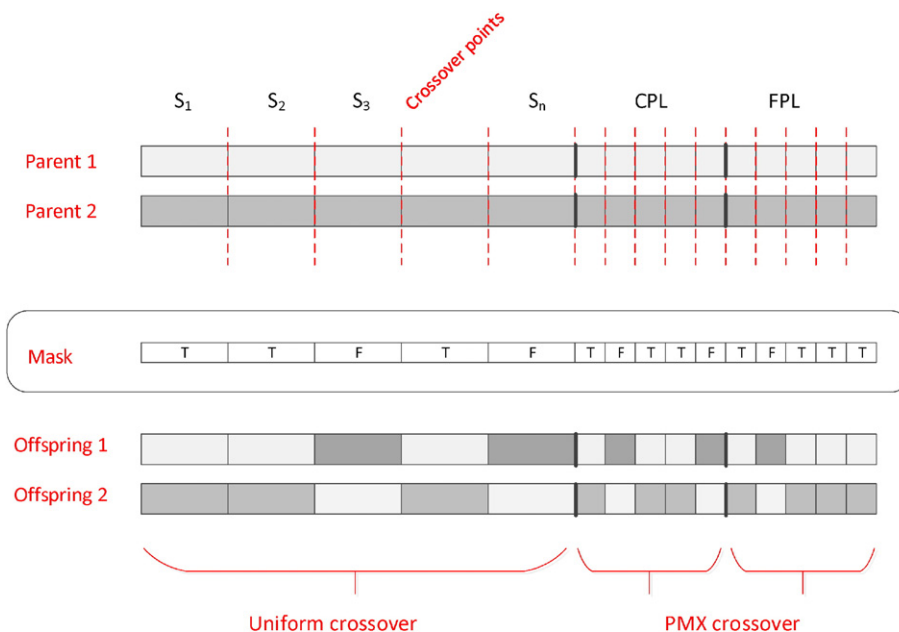 Crossover points
S1 S2 S3 Sn CPL FPL
Parent 1
Parent 2
Mask T T F T F T F T T F T F T T T
Offspring 1
Offspring 2
Uniform crossover PMX crossover